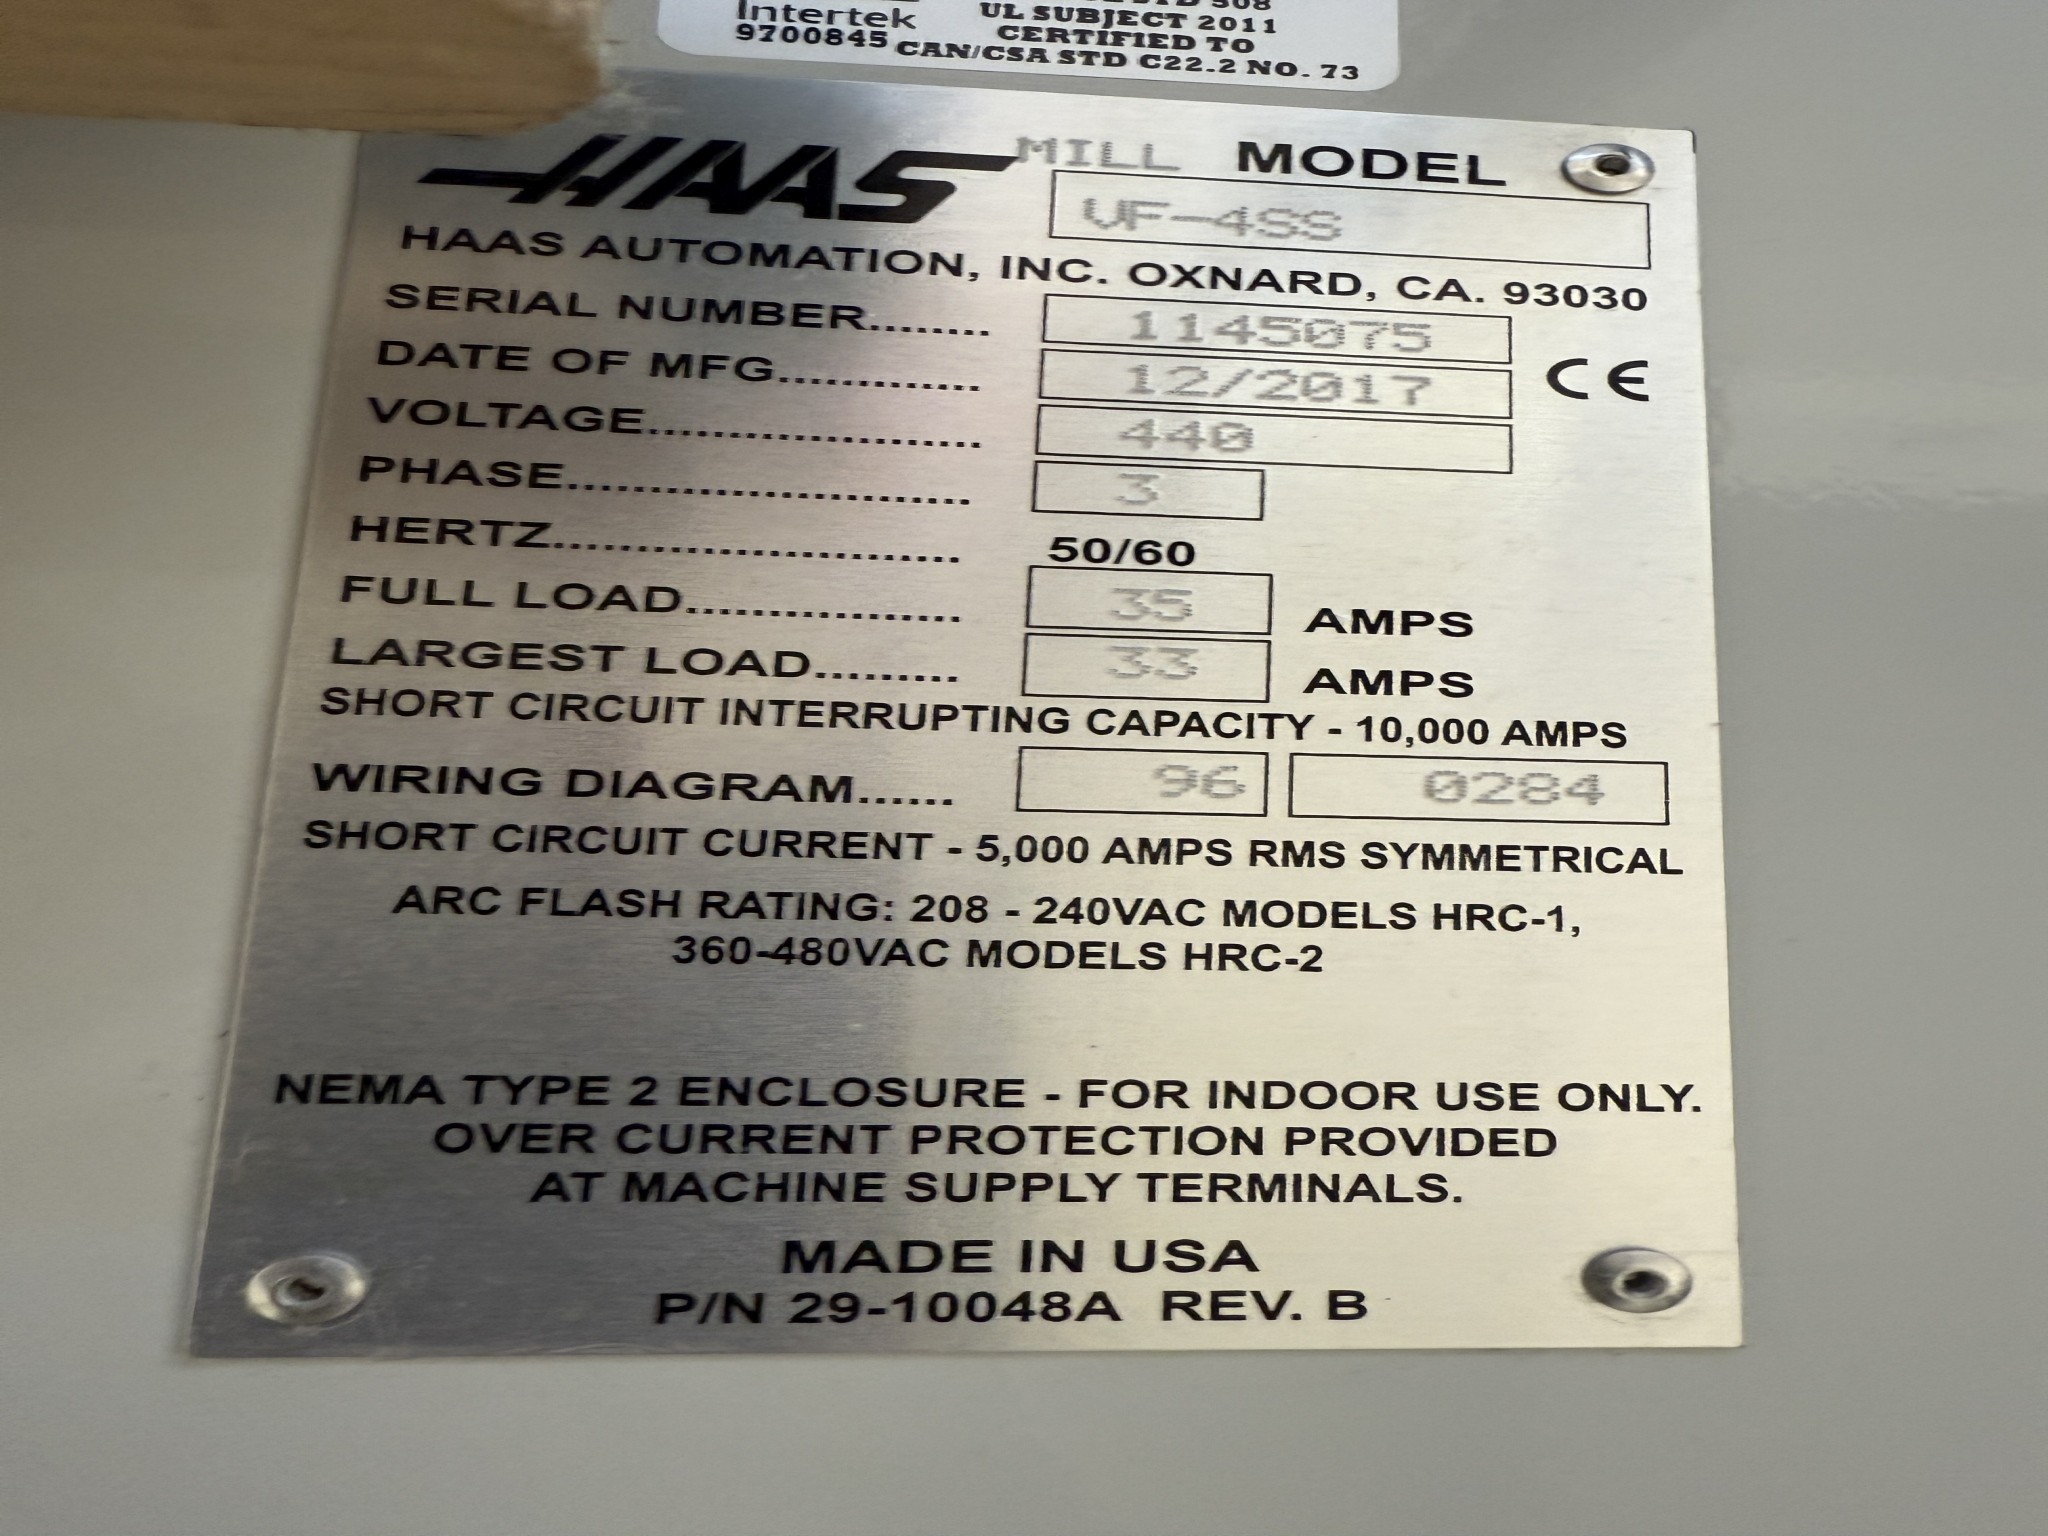 Intertek
9700845
UL SUBJECT 2011
CERTIFIED TO
CAN/CSA STD C22.2 NO. 73
HAAS MILL MODEL
VF-4SS
HAAS AUTOMATION, INC. OXNARD, CA. 93030
SERIAL NUMBER........ 1145075
DATE OF MFG............. 12/2017 CE
VOLTAGE..................... 440
PHASE......................... 3
HERTZ......................... 50/60
FULL LOAD................. 35 AMPS
LARGEST LOAD......... 33 AMPS
SHORT CIRCUIT INTERRUPTING CAPACITY - 10,000 AMPS
WIRING DIAGRAM...... 96 0284
SHORT CIRCUIT CURRENT - 5,000 AMPS RMS SYMMETRICAL
ARC FLASH RATING: 208 - 240VAC MODELS HRC-1,
360-480VAC MODELS HRC-2
NEMA TYPE 2 ENCLOSURE - FOR INDOOR USE ONLY.
OVER CURRENT PROTECTION PROVIDED
AT MACHINE SUPPLY TERMINALS.
MADE IN USA
P/N 29-10048A REV. B